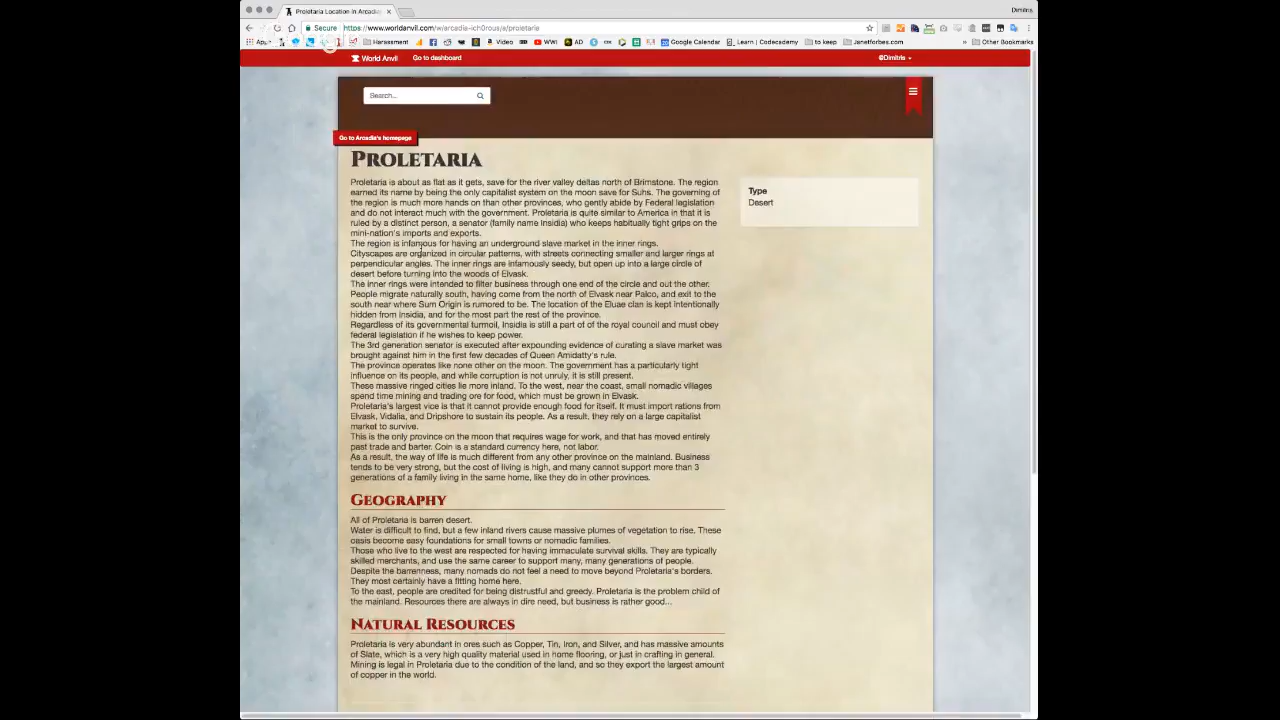 Proletaria Location in Arcadia
Dimitris
Secure
https://www.worldanvil.com/w/arcadia-ich0rous/a/proletaria
Apps
Harassment
Video
WWI
AD
Google Calendar
Learn | Codecademy
to keep
Janetforbes.com
» Other Bookmarks
World Anvil
Go to dashboard
©Dimitris
Search...
Go to Arcadia's homepage
Proletaria
Proletaria is about as flat as it gets, save for the river valley deltas north of Brimstone. The region
earned its name by being the only capitalist system on the moon save for Suhs. The governing of
the region is much more hands on than other provinces, who gently abide by Federal legislation
and do not interact much with the government. Proletaria is quite similar to America in that it is
ruled by a distinct person, a senator (family name Insidia) who keeps habitually tight grips on the
mini-nation's imports and exports.
The region is infamous for having an underground slave market in the inner rings.
Cityscapes are organized in circular patterns, with streets connecting smaller and larger rings at
perpendicular angles. The inner rings are infamously seedy, but open up into a large circle of
desert before turning into the woods of Elvask.
The inner rings were intended to filter business through one end of the circle and out the other.
People migrate naturally south, having come from the north of Elvask near Palco, and exit to the
south near where Sum Origin is rumored to be. The location of the Eluae clan is kept intentionally
hidden from Insidia, and for the most part the rest of the province.
Regardless of its governmental turmoil, Insidia is still a part of of the royal council and must obey
federal legislation if he wishes to keep power.
The 3rd generation senator is executed after expounding evidence of curating a slave market was
brought against him in the first few decades of Queen Amidatty's rule.
The province operates like none other on the moon. The government has a particularly tight
influence on its people, and while corruption is not unruly, it is still present.
These massive ringed cities lie more inland. To the west, near the coast, small nomadic villages
spend time mining and trading ore for food, which must be grown in Elvask.
Proletaria's largest vice is that it cannot provide enough food for itself. It must import rations from
Elvask, Vidalia, and Dripshore to sustain its people. As a result, they rely on a large capitalist
market to survive.
This is the only province on the moon that requires wage for work, and that has moved entirely
past trade and barter. Coin is a standard currency here, not labor.
As a result, the way of life is much different from any other province on the mainland. Business
tends to be very strong, but the cost of living is high, and many cannot support more than 3
generations of a family living in the same home, like they do in other provinces.
Type
Desert
Geography
All of Proletaria is barren desert.
Water is difficult to find, but a few inland rivers cause massive plumes of vegetation to rise. These
oasis become easy foundations for small towns or nomadic families.
Those who live to the west are respected for having immaculate survival skills. They are typically
skilled merchants, and use the same career to support many, many generations of people.
Despite the barrenness, many nomads do not feel a need to move beyond Proletaria's borders.
They most certainly have a fitting home here.
To the east, people are credited for being distrustful and greedy. Proletaria is the problem child of
the mainland. Resources there are always in dire need, but business is rather good...
Natural Resources
Proletaria is very abundant in ores such as Copper, Tin, Iron, and Silver, and has massive amounts
of Slate, which is a very high quality material used in home flooring, or just in crafting in general.
Mining is legal in Proletaria due to the condition of the land, and so they export the largest amount
of copper in the world.